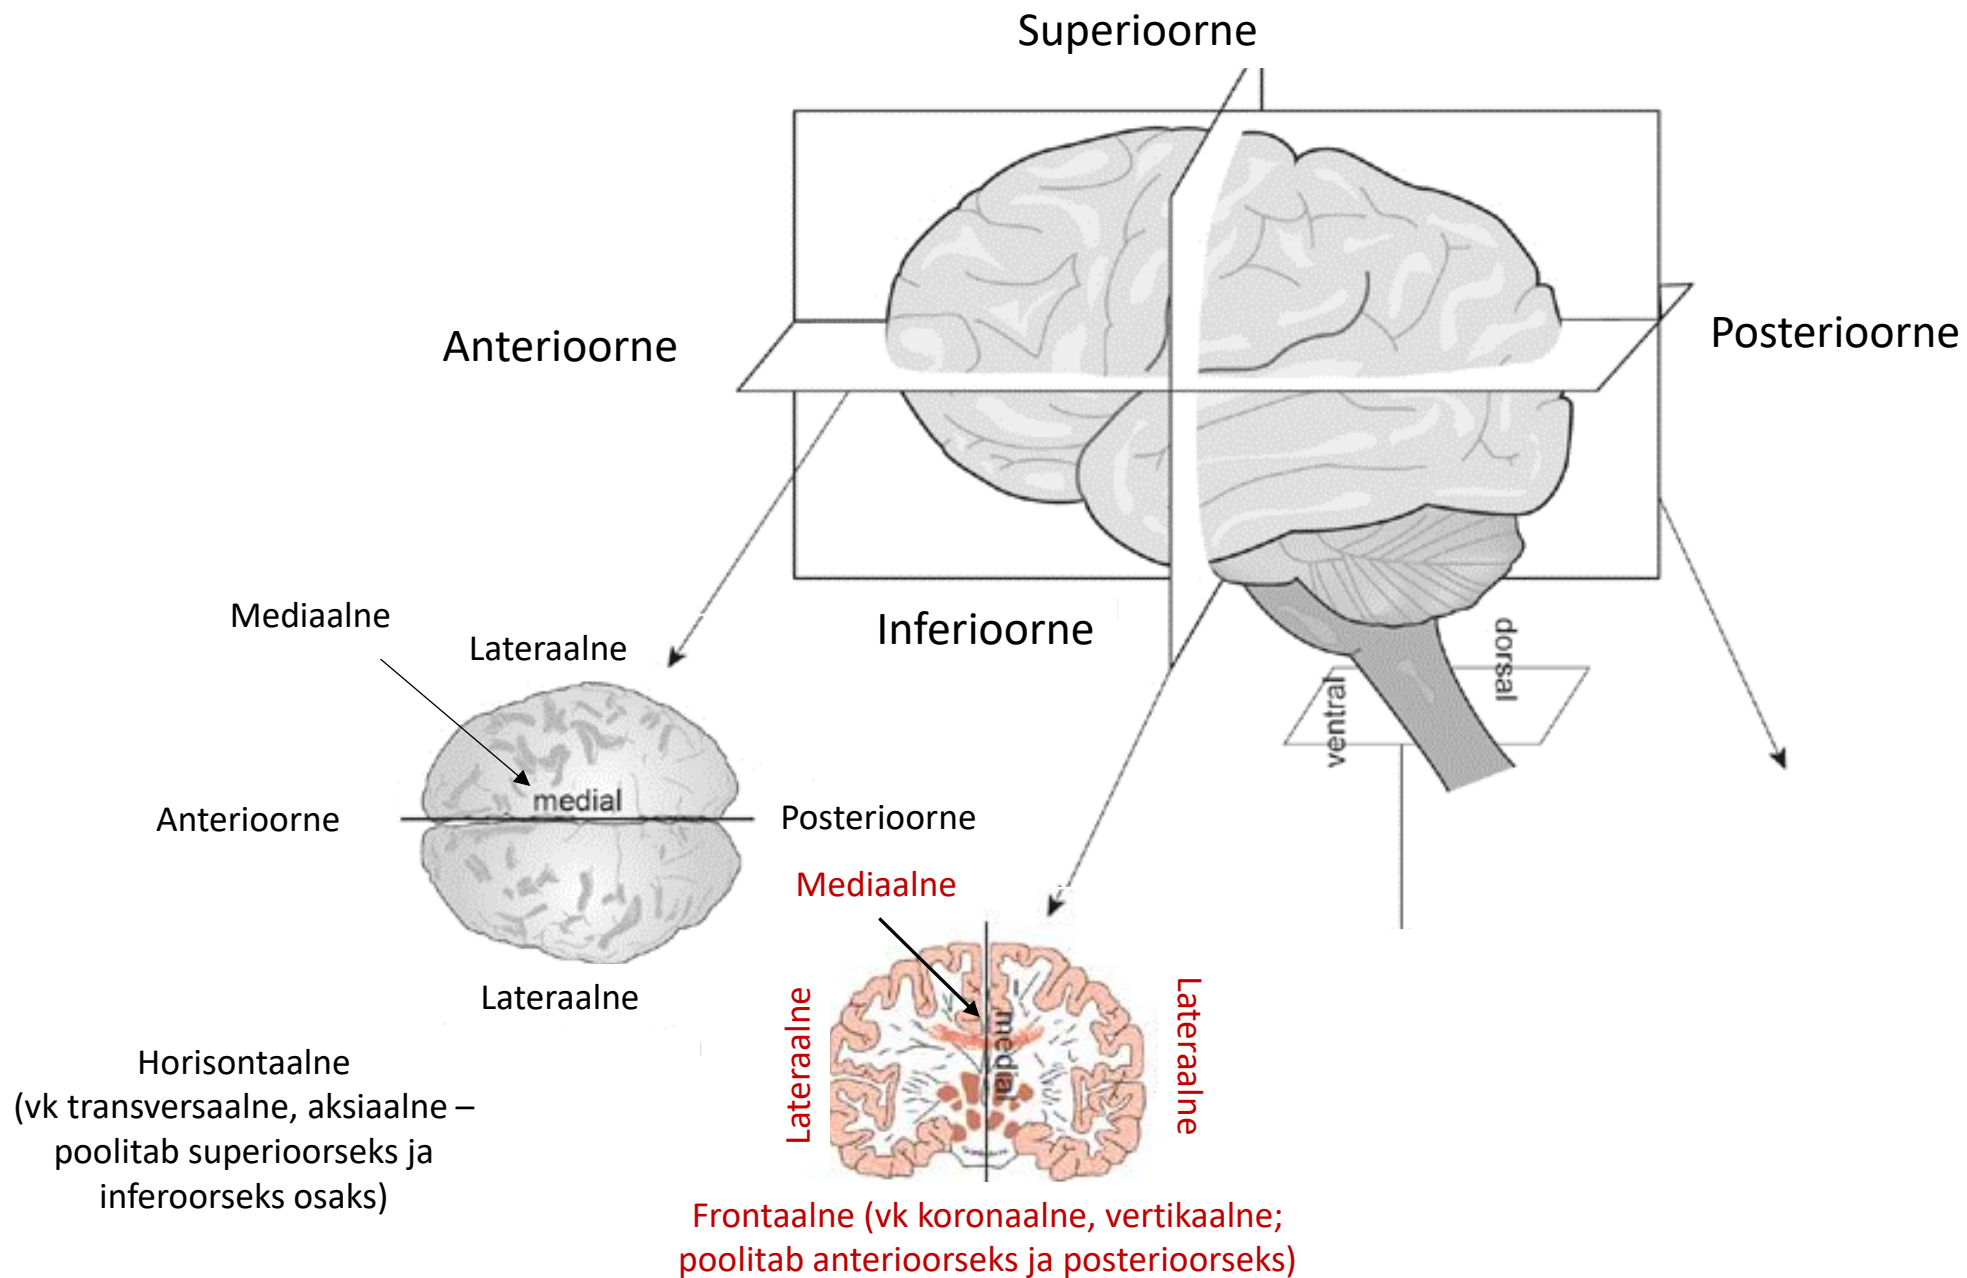 Superioorne
Anterioorne
Posterioorne
Inferioorne
dorsal
ventral
Mediaalne
Lateraalne
medial
Anterioorne
Posterioorne
Lateraalne
Mediaalne
Lateraalne
medial
Lateraalne
Horisontaalne
(vk transversaalne, aksiaalne –
poolitab superioorseks ja
inferoorseks osaks)
Frontaalne (vk koronaalne, vertikaalne;
poolitab anterioorseks ja posterioorseks)